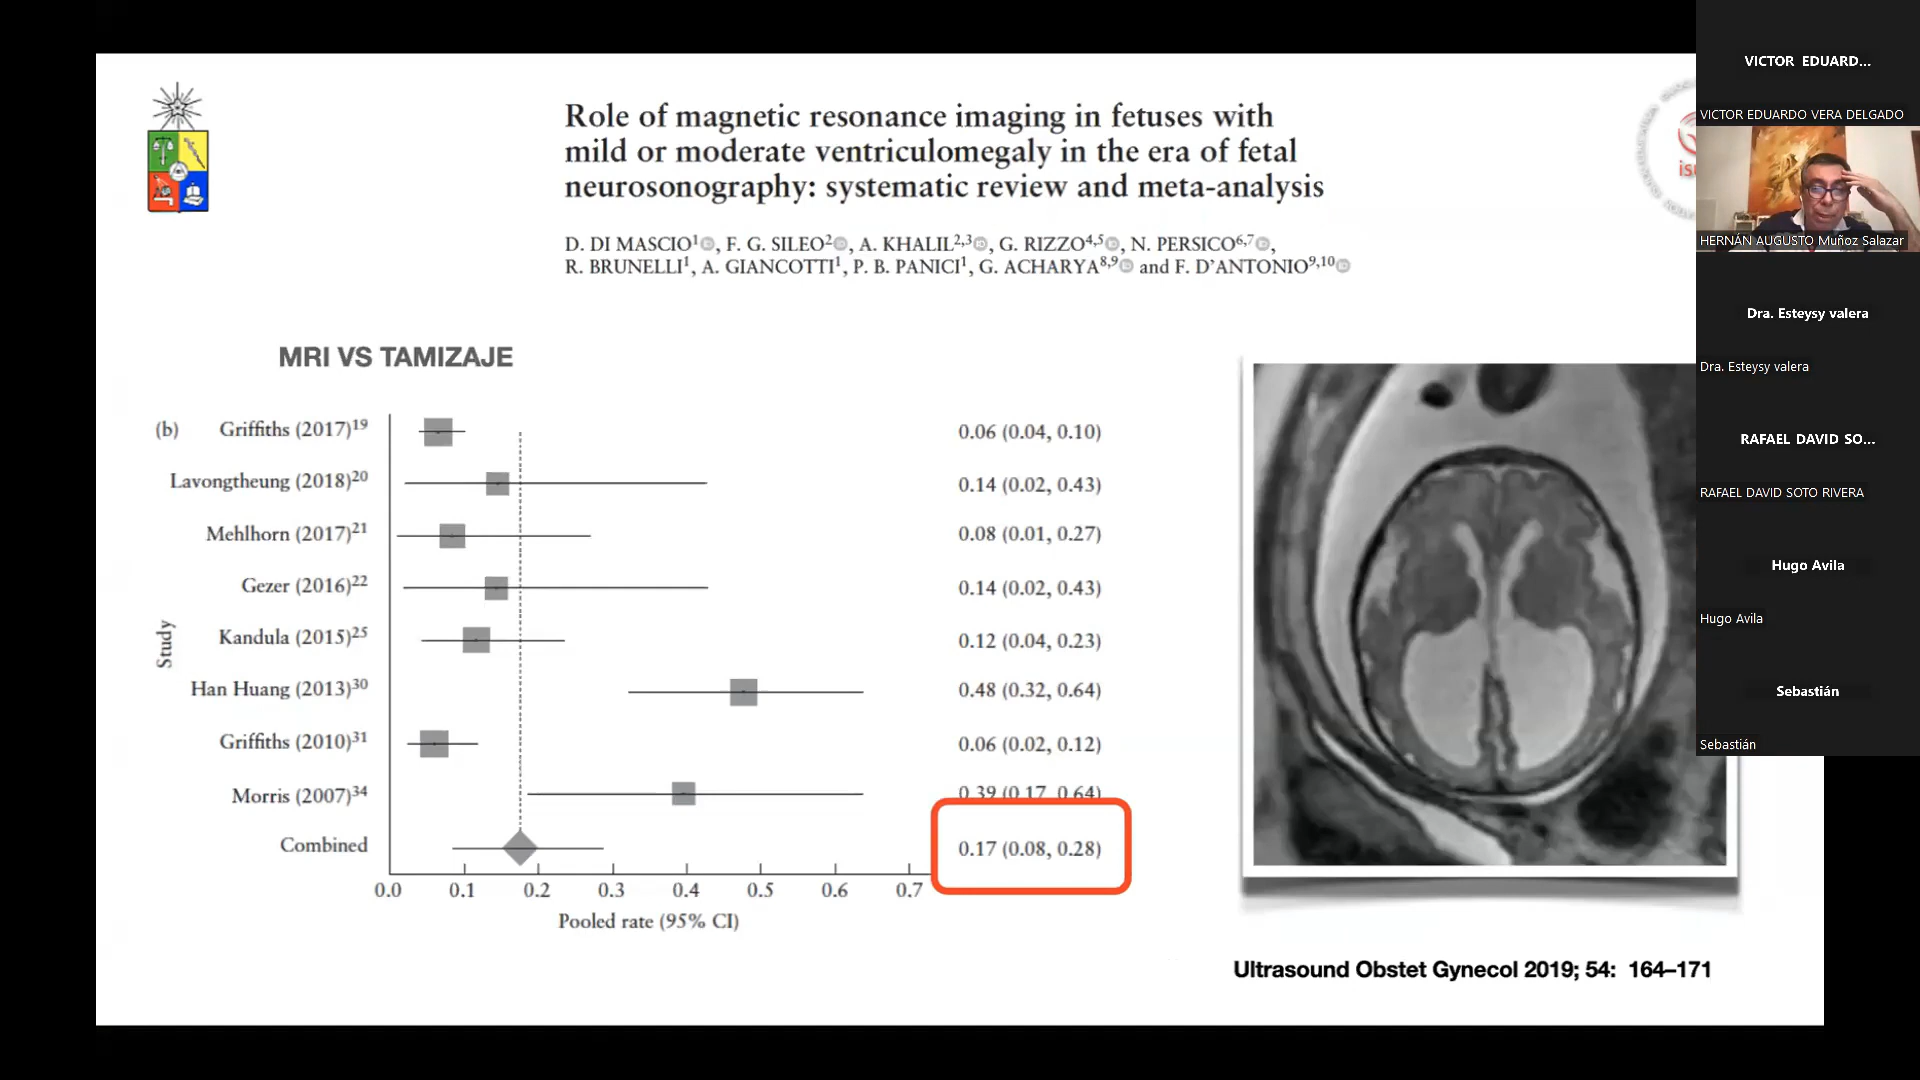 Role of magnetic resonance imaging in fetuses with
mild or moderate ventriculomegaly in the era of fetal
neurosonography: systematic review and meta-analysis
D. DI MASCIO¹, F. G. SILEO², A. KHALIL²,³, G. RIZZO⁴,⁵, N. PERSICO⁶,⁷,
R. BRUNELLI¹, A. GIANCOTTI¹, P. B. PANICI¹, G. ACHARYA⁸,⁹ and F. D'ANTONIO⁹,¹⁰
MRI VS TAMIZAJE
(b)
Study
Griffiths (2017)¹⁹ 0.06 (0.04, 0.10)
Lavongtheung (2018)²⁰ 0.14 (0.02, 0.43)
Mehlhorn (2017)²¹ 0.08 (0.01, 0.27)
Gezer (2016)²² 0.14 (0.02, 0.43)
Kandula (2015)²⁵ 0.12 (0.04, 0.23)
Han Huang (2013)³⁰ 0.48 (0.32, 0.64)
Griffiths (2010)³¹ 0.06 (0.02, 0.12)
Morris (2007)³⁴ 0.39 (0.17, 0.64)
Combined 0.17 (0.08, 0.28)
0.0 0.1 0.2 0.3 0.4 0.5 0.6 0.7
Pooled rate (95% CI)
Ultrasound Obstet Gynecol 2019; 54: 164–171
VICTOR EDUARD...
VICTOR EDUARDO VERA DELGADO
HERNÁN AUGUSTO Muñoz Salazar
Dra. Esteysy valera
Dra. Esteysy valera
RAFAEL DAVID SO...
RAFAEL DAVID SOTO RIVERA
Hugo Avila
Hugo Avila
Sebastián
Sebastián